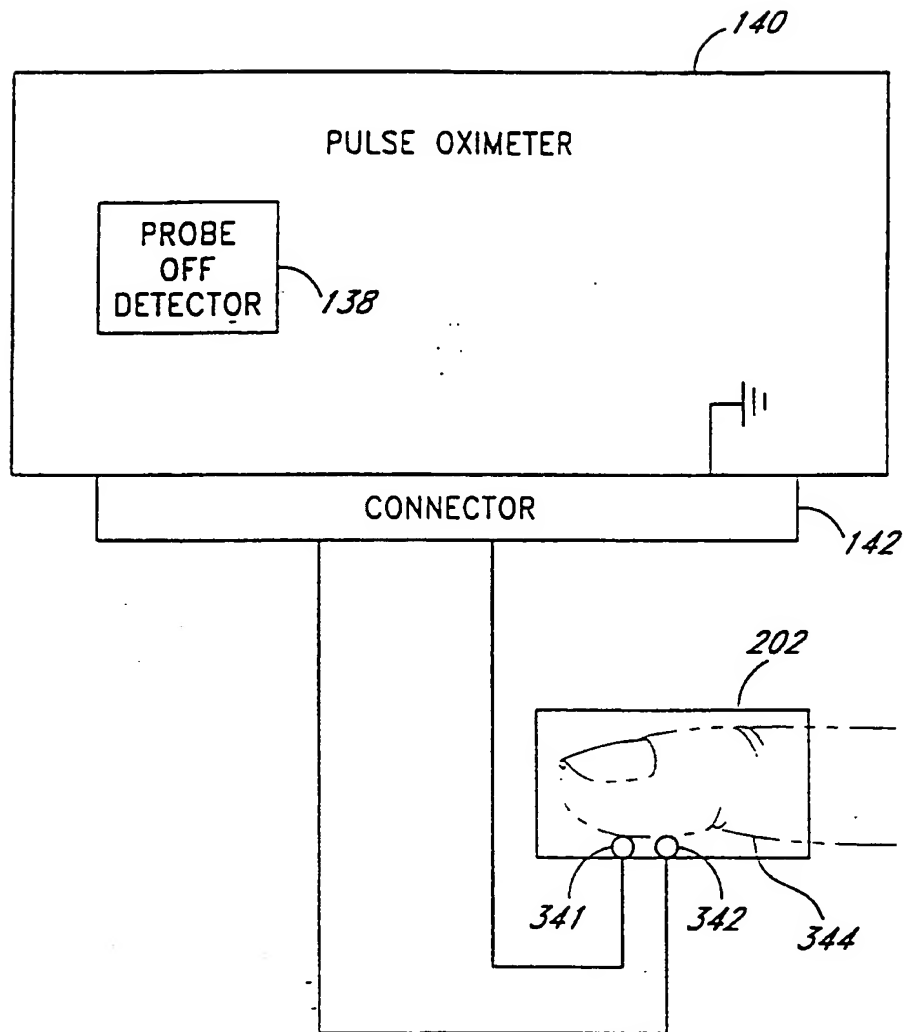 140
PULSE OXIMETER
PROBE
OFF
DETECTOR
138
CONNECTOR
142
202
341
342
344